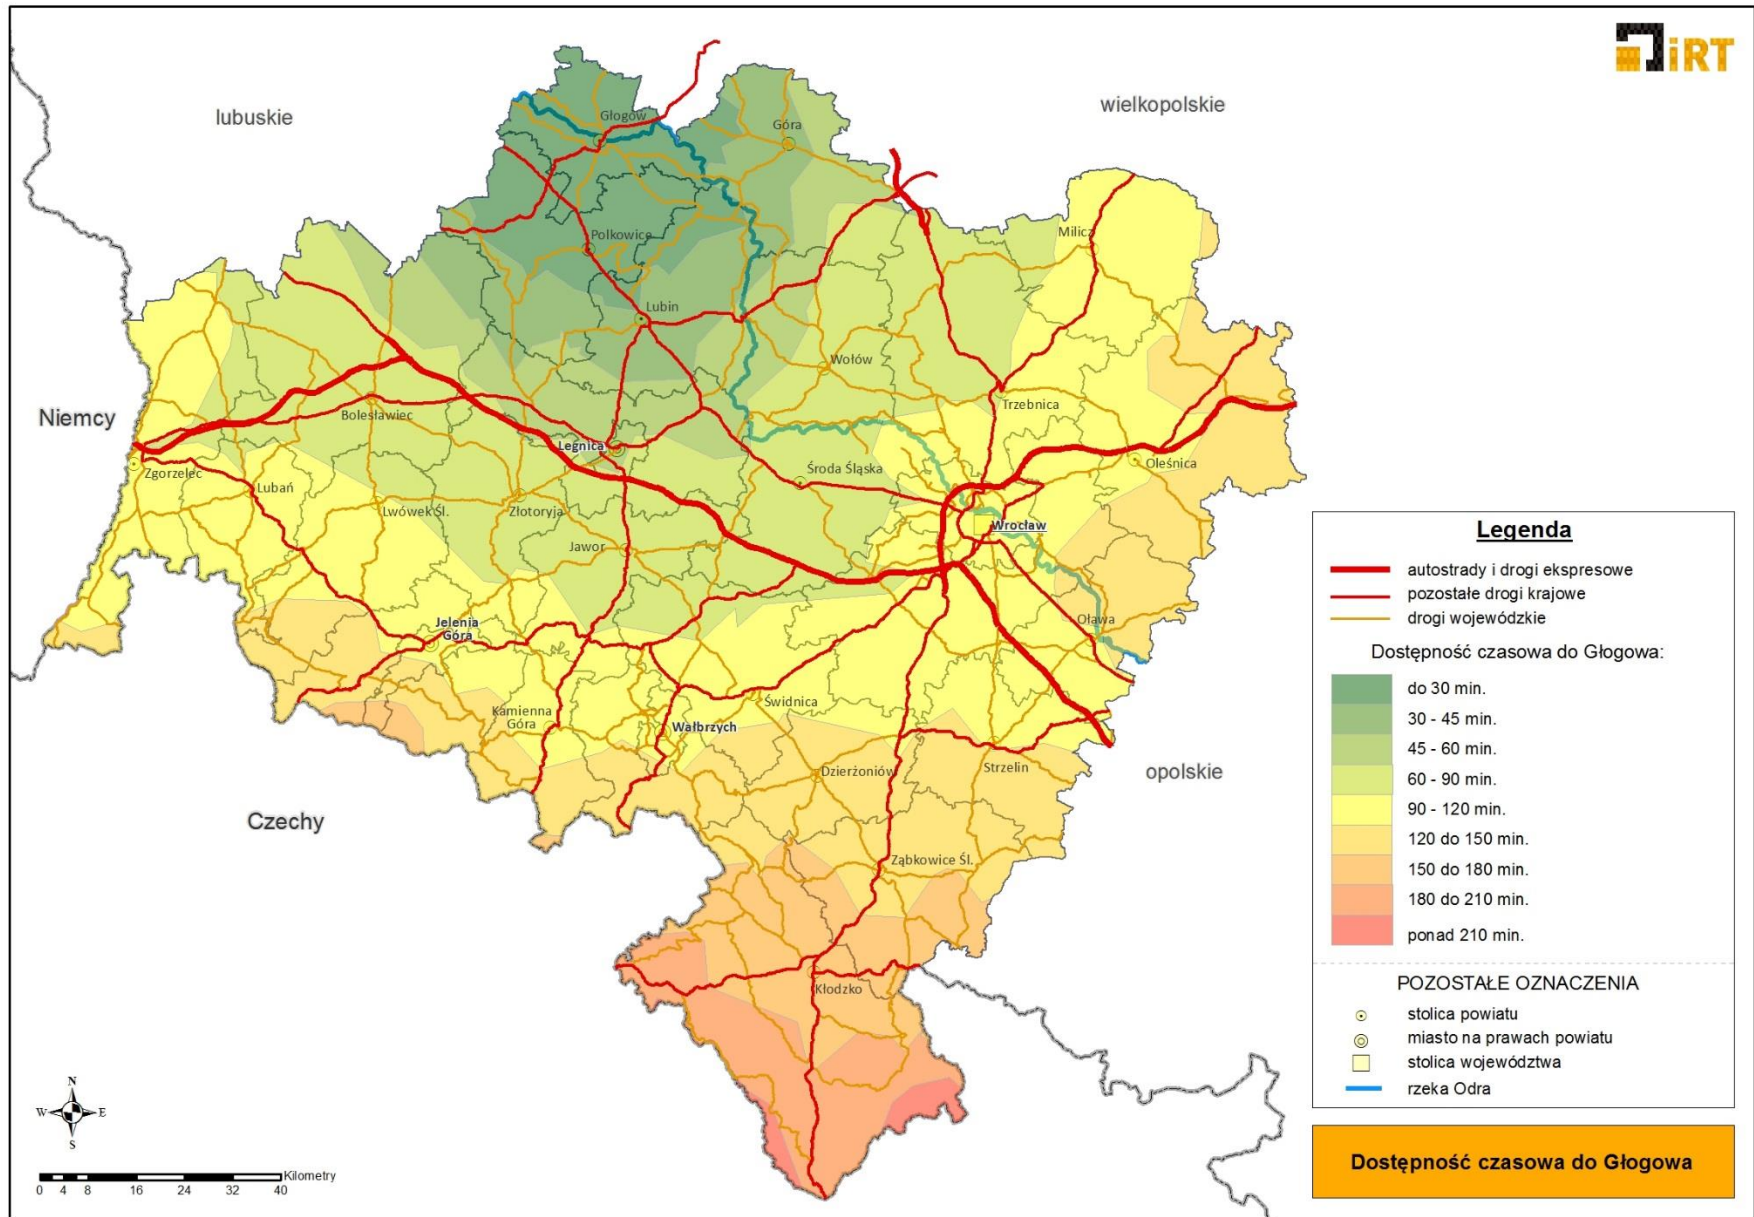 iRT
lubuskie
wielkopolskie
Głogów
Góra
Polkowice
Milicz
Lubin
Wołów
Niemcy
Bolesławiec
Trzebnica
Legnica
Zgorzelec
Lubań
Lwówek Śl.
Złotoryja
Środa Śląska
Oleśnica
Wrocław
Jawor
Jelenia
Góra
Oława
Kamienna
Góra
Świdnica
Wałbrzych
Dzierżoniów
Strzelin
opolskie
Czechy
Ząbkowice Śl.
Kłodzko
Legenda
autostrady i drogi ekspresowe
pozostałe drogi krajowe
drogi wojewódzkie
Dostępność czasowa do Głogowa:
do 30 min.
30 - 45 min.
45 - 60 min.
60 - 90 min.
90 - 120 min.
120 do 150 min.
150 do 180 min.
180 do 210 min.
ponad 210 min.
POZOSTAŁE OZNACZENIA
stolica powiatu
miasto na prawach powiatu
stolica województwa
rzeka Odra
Dostępność czasowa do Głogowa
N
W E
S
Kilometry
0 4 8 16 24 32 40